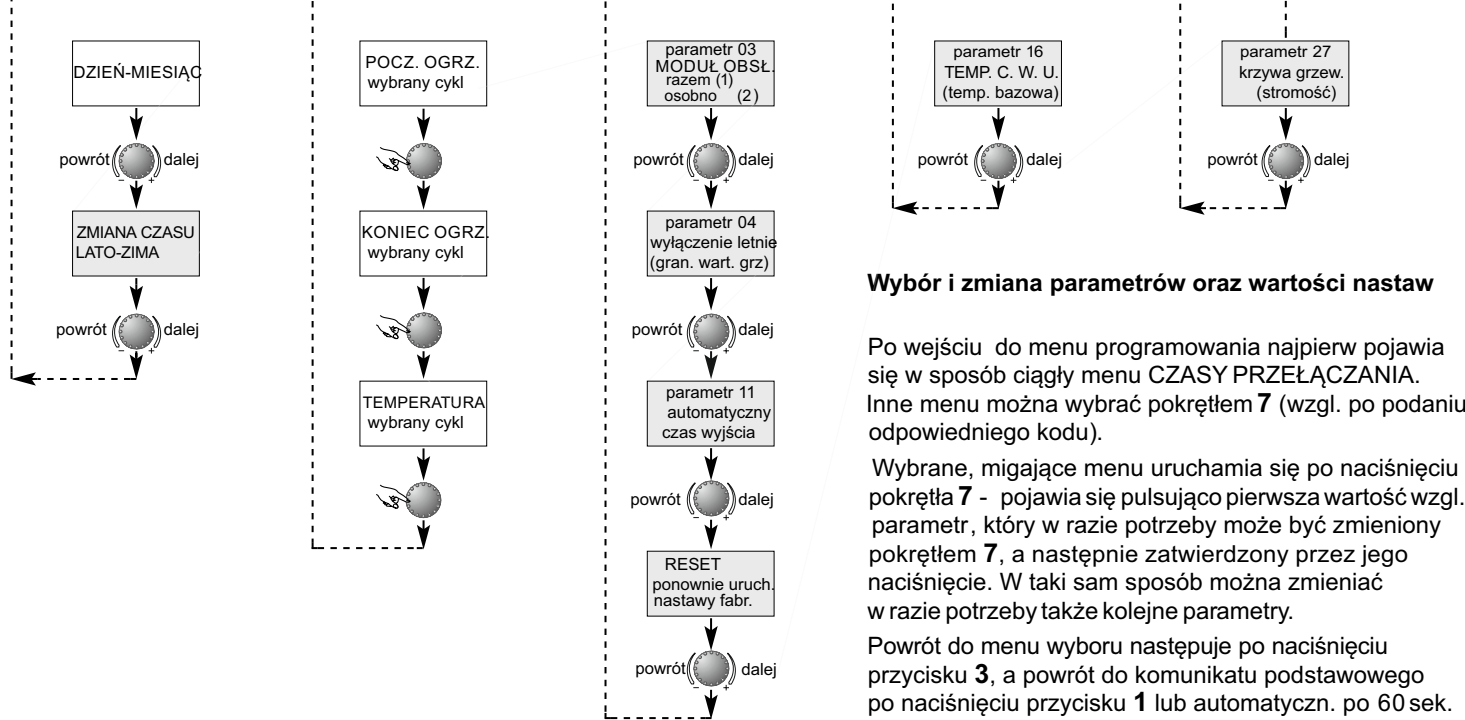 DZIEŃ-MIESIĄC
powrót dalej
- +
ZMIANA CZASU
LATO-ZIMA
powrót dalej
- +
POCZ. OGRZ.
wybrany cykl
KONIEC OGRZ.
wybrany cykl
TEMPERATURA
wybrany cykl
parametr 03
MODUŁ OBSŁ.
razem (1)
osobno (2)
powrót dalej
- +
parametr 04
wyłączenie letnie
(gran. wart. grz)
powrót dalej
- +
parametr 11
automatyczny
czas wyjścia
powrót dalej
- +
RESET
ponownie uruch.
nastawy fabr.
powrót dalej
- +
parametr 16
TEMP. C. W. U.
(temp. bazowa)
powrót dalej
- +
parametr 27
krzywa grzew.
(stromość)
powrót dalej
- +
Wybór i zmiana parametrów oraz wartości nastaw
Po wejściu do menu programowania najpierw pojawia
się w sposób ciągły menu CZASY PRZEŁĄCZANIA.
Inne menu można wybrać pokrętłem 7 (wzgl. po podaniu
odpowiedniego kodu).
Wybrane, migające menu uruchamia się po naciśnięciu
pokrętła 7 - pojawia się pulsująco pierwsza wartość wzgl.
parametr, który w razie potrzeby może być zmieniony
pokrętłem 7, a następnie zatwierdzony przez jego
naciśnięcie. W taki sam sposób można zmieniać
w razie potrzeby także kolejne parametry.
Powrót do menu wyboru następuje po naciśnięciu
przycisku 3, a powrót do komunikatu podstawowego
po naciśnięciu przycisku 1 lub automatyczn. po 60 sek.